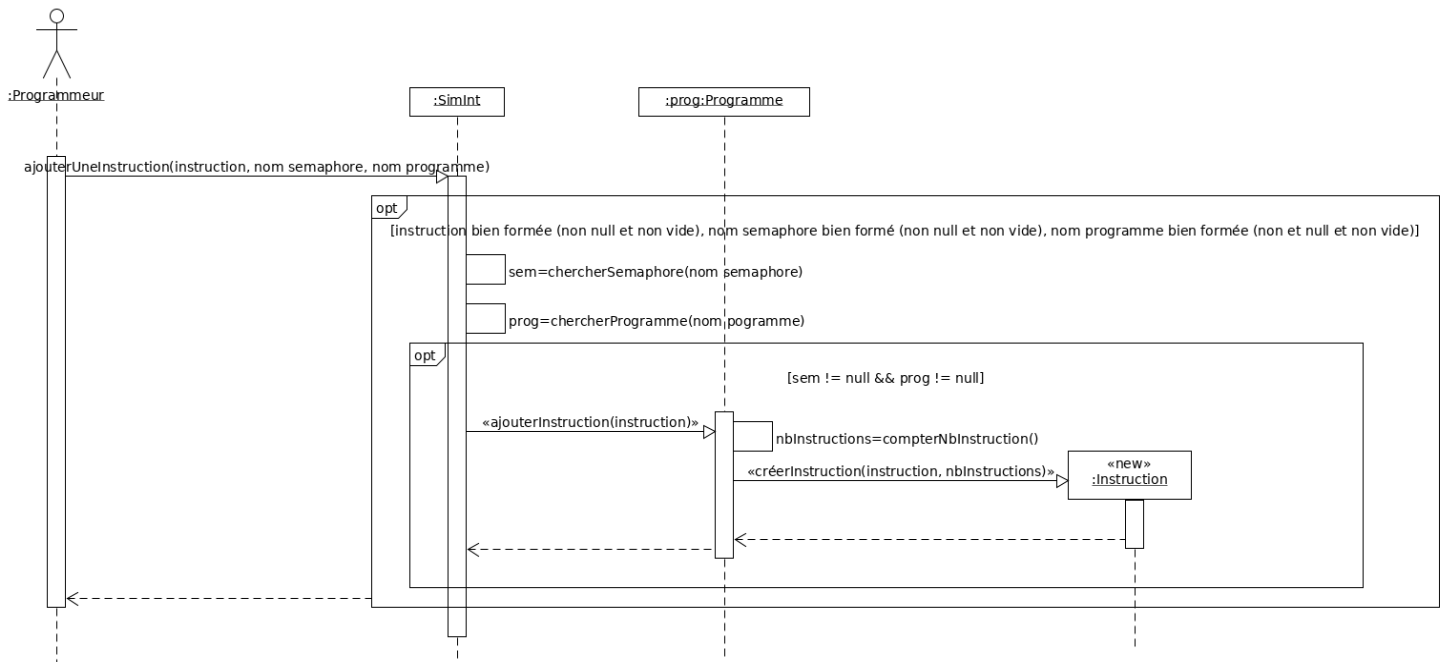 :Programmeur
:SimInt
:prog:Programme
ajouterUneInstruction(instruction, nom semaphore, nom programme)
opt
[instruction bien formée (non null et non vide), nom semaphore bien formé (non null et non vide), nom programme bien formée (non et null et non vide)]
sem=chercherSemaphore(nom semaphore)
prog=chercherProgramme(nom pogramme)
opt
[sem != null && prog != null]
«ajouterInstruction(instruction)»
nbInstructions=compterNbInstruction()
«créerInstruction(instruction, nbInstructions)»
«new»
:Instruction